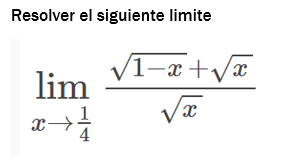 Resolver el siguiente limite
lim x→1/4 (√1−x+√x)/√x